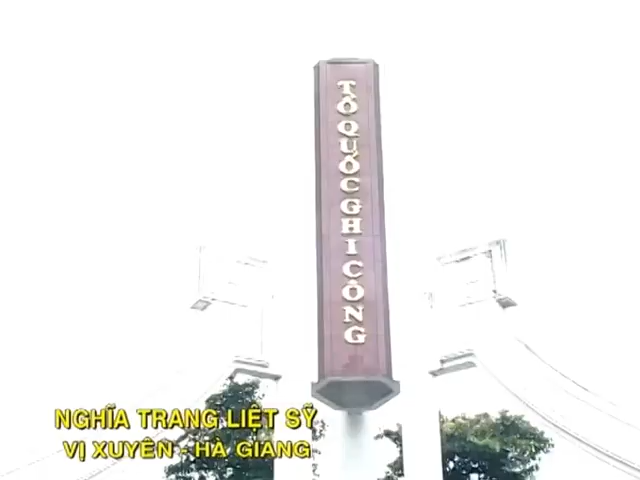 TỔ QUỐC GHI CÔNG
NGHĨA TRANG LIỆT SỸ
VỊ XUYÊN - HÀ GIANG